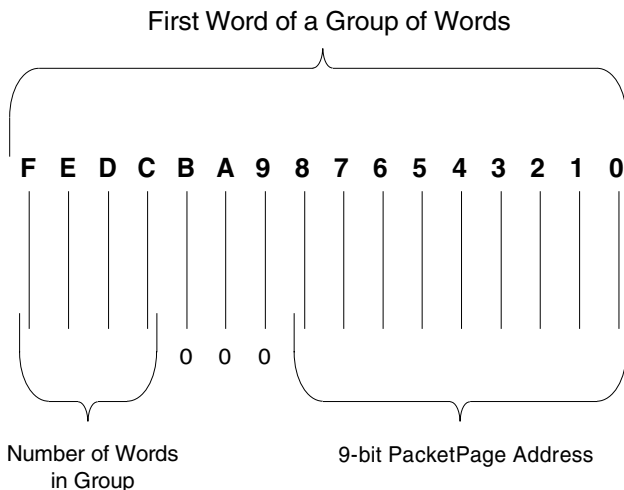 First Word of a Group of Words
F E D C B A 9 8 7 6 5 4 3 2 1 0
0 0 0
Number of Words
in Group
9-bit PacketPage Address